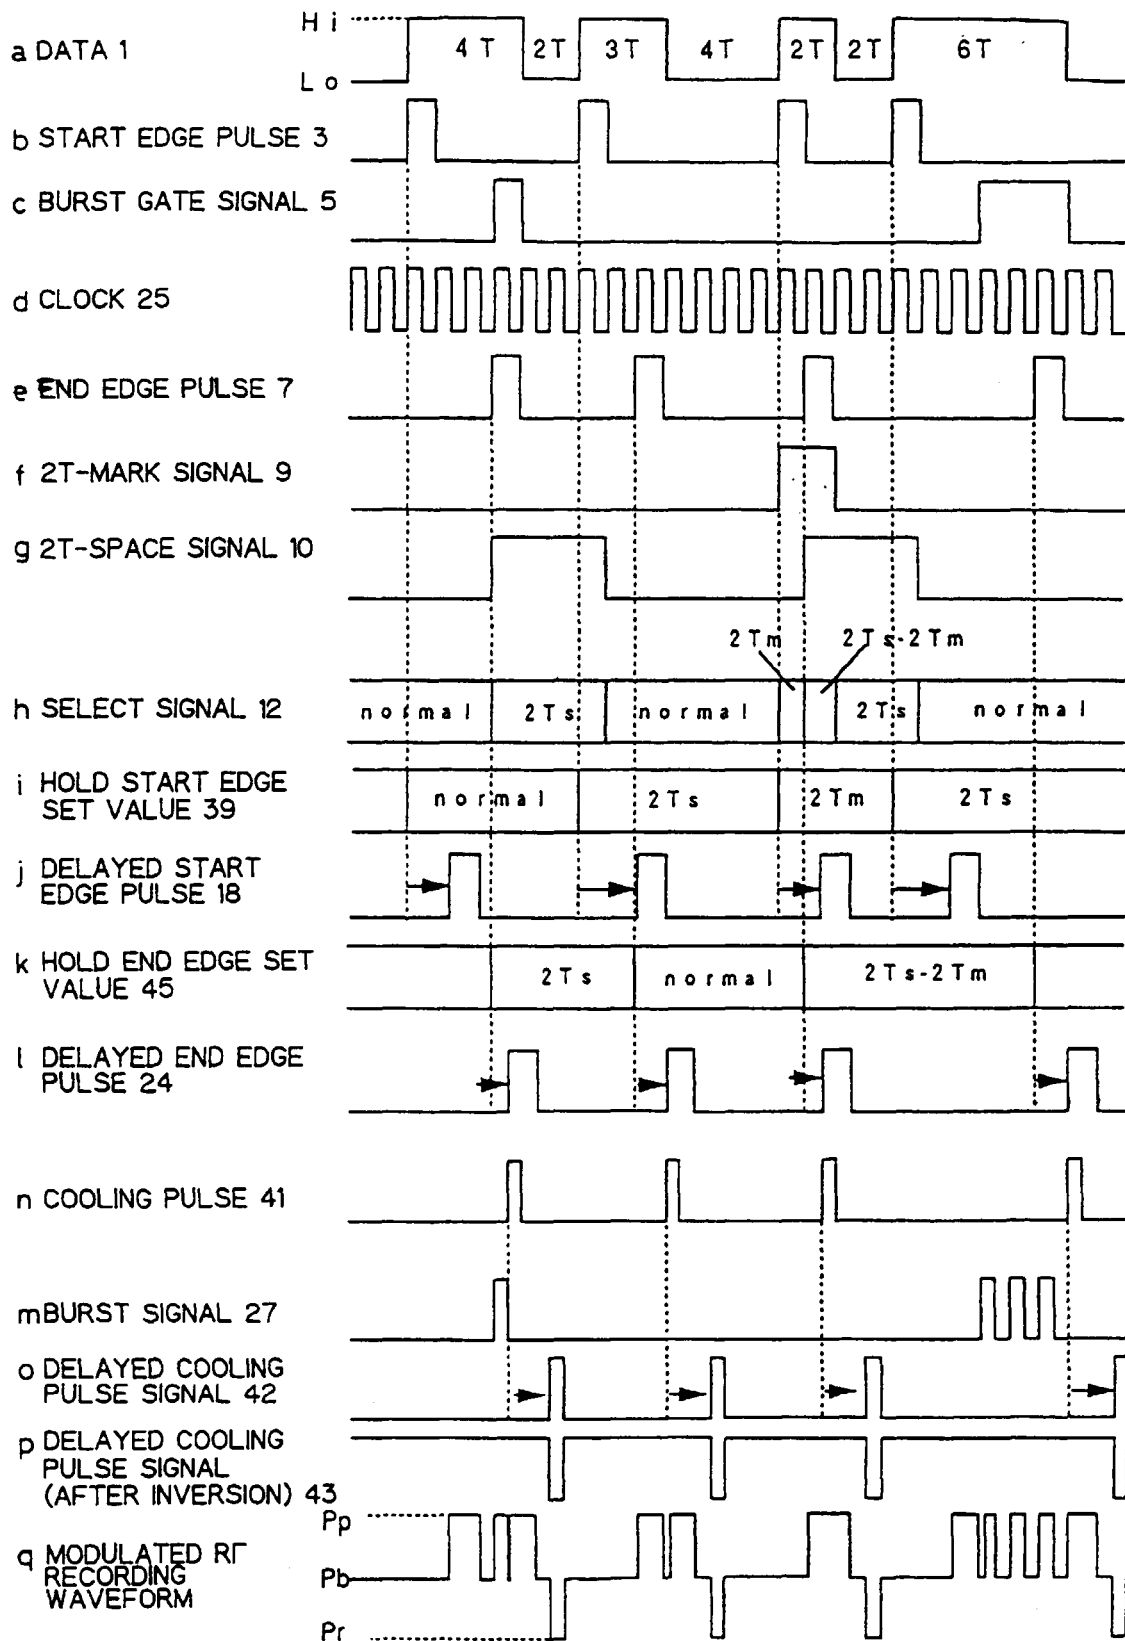 Hi
a DATA 1 4T 2T 3T 4T 2T 2T 6T
Lo
b START EDGE PULSE 3
c BURST GATE SIGNAL 5
d CLOCK 25
e END EDGE PULSE 7
f 2T-MARK SIGNAL 9
g 2T-SPACE SIGNAL 10
2Tm 2Ts-2Tm
h SELECT SIGNAL 12 normal 2Ts normal 2Ts normal
i HOLD START EDGE
SET VALUE 39 normal 2Ts 2Tm 2Ts
j DELAYED START
EDGE PULSE 18
k HOLD END EDGE SET
VALUE 45 2Ts normal 2Ts-2Tm
l DELAYED END EDGE
PULSE 24
n COOLING PULSE 41
m BURST SIGNAL 27
o DELAYED COOLING
PULSE SIGNAL 42
p DELAYED COOLING
PULSE SIGNAL
(AFTER INVERSION) 43
Pp
q MODULATED RF
RECORDING
WAVEFORM
Pb
Pr